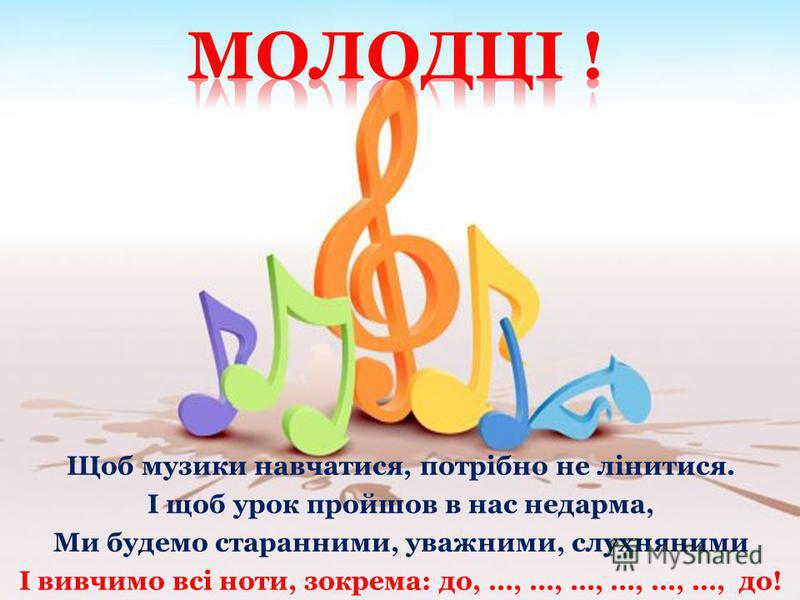 МОЛОДЦІ !
Щоб музики навчатися, потрібно не лінитися.
І щоб урок пройшов в нас недарма,
Ми будемо старанними, уважними, слухняними
MyShared
І вивчимо всі ноти, зокрема: до, ..., ..., ..., ..., ..., ..., до!